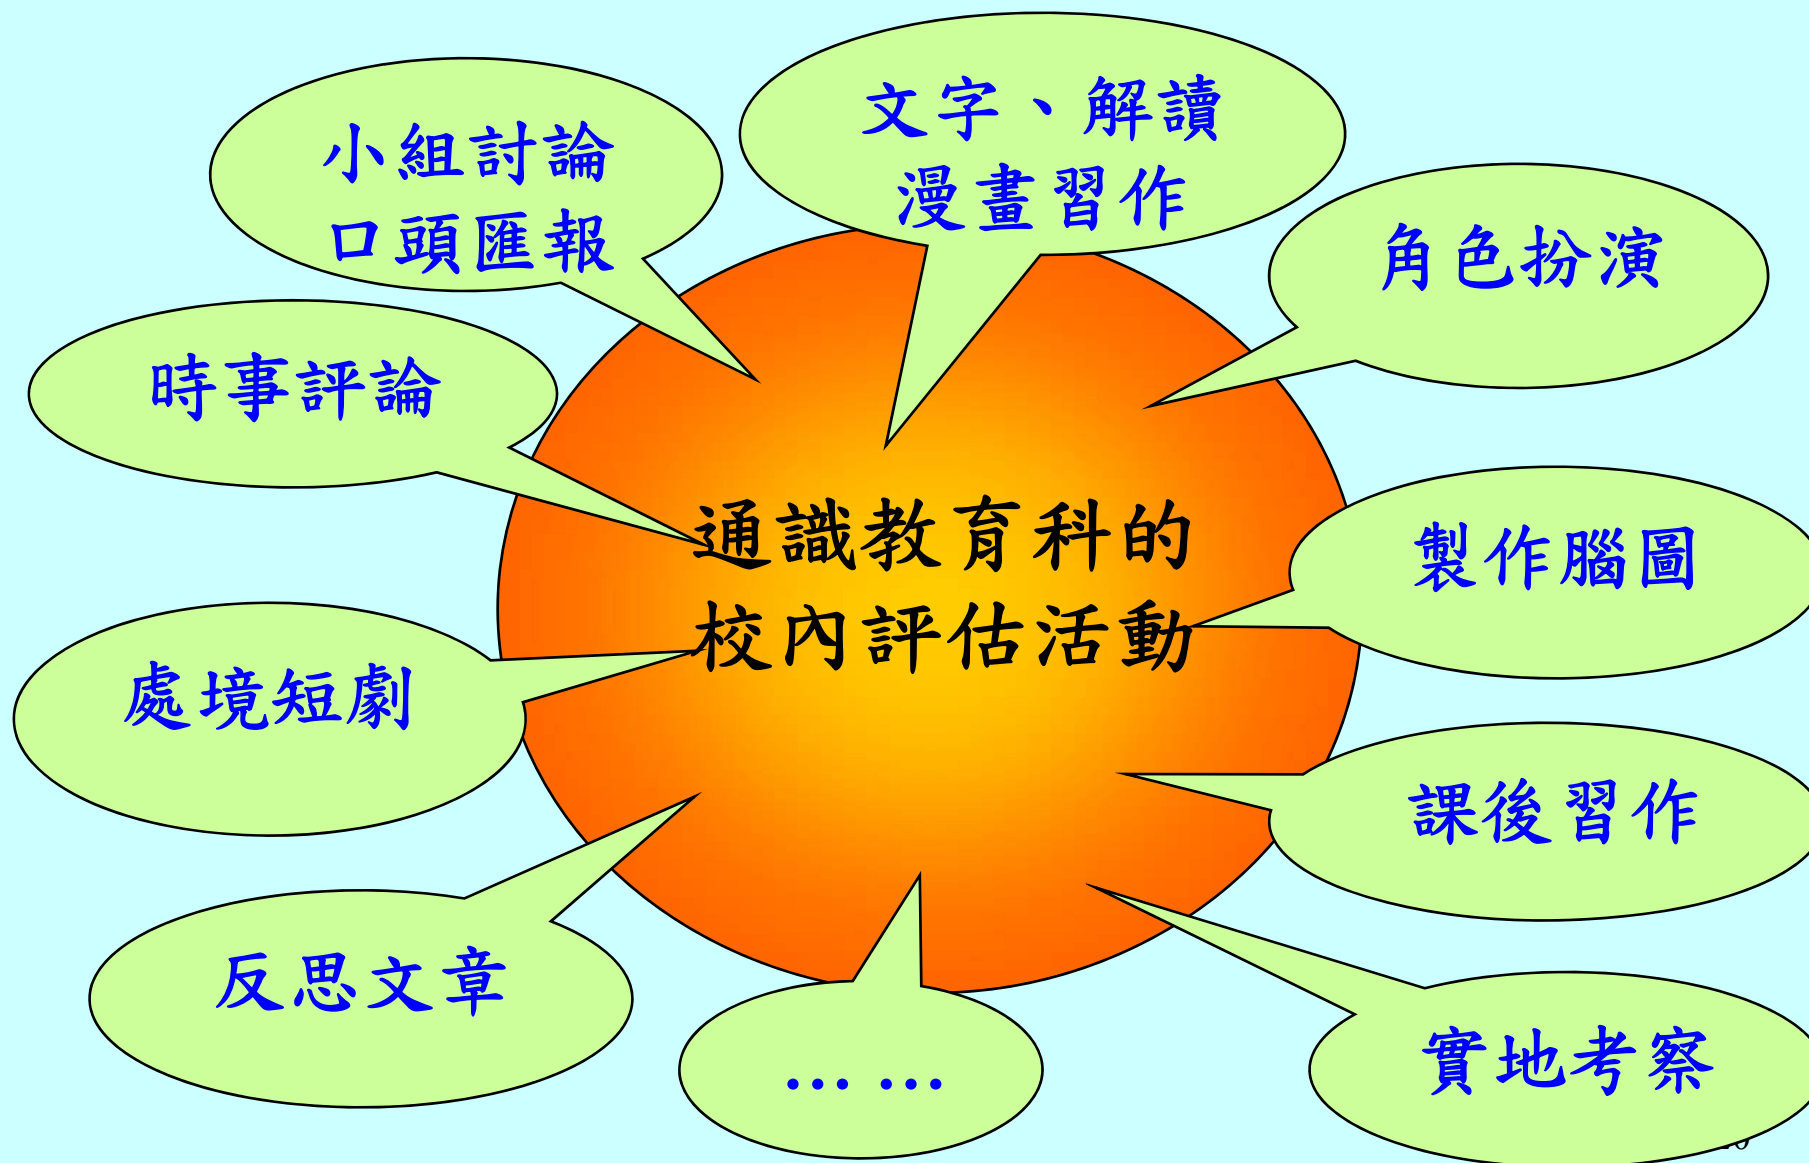 文字、解讀
漫畫習作
小組討論
口頭匯報
角色扮演
時事評論
通識教育科的
校內評估活動
製作腦圖
處境短劇
課後習作
反思文章
……
實地考察